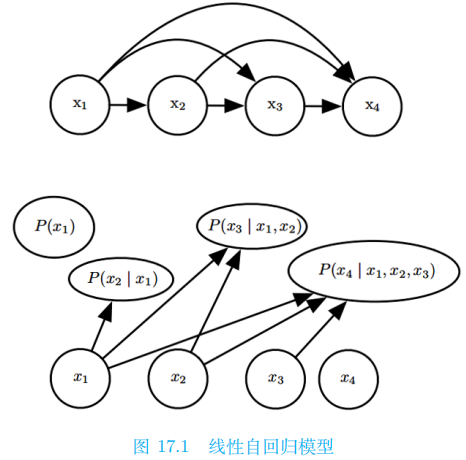 x₁ x₂ x₃ x₄
P(x₁)
P(x₃ | x₁, x₂)
P(x₂ | x₁)
P(x₄ | x₁, x₂, x₃)
x₁ x₂ x₃ x₄
图 17.1 线性自回归模型